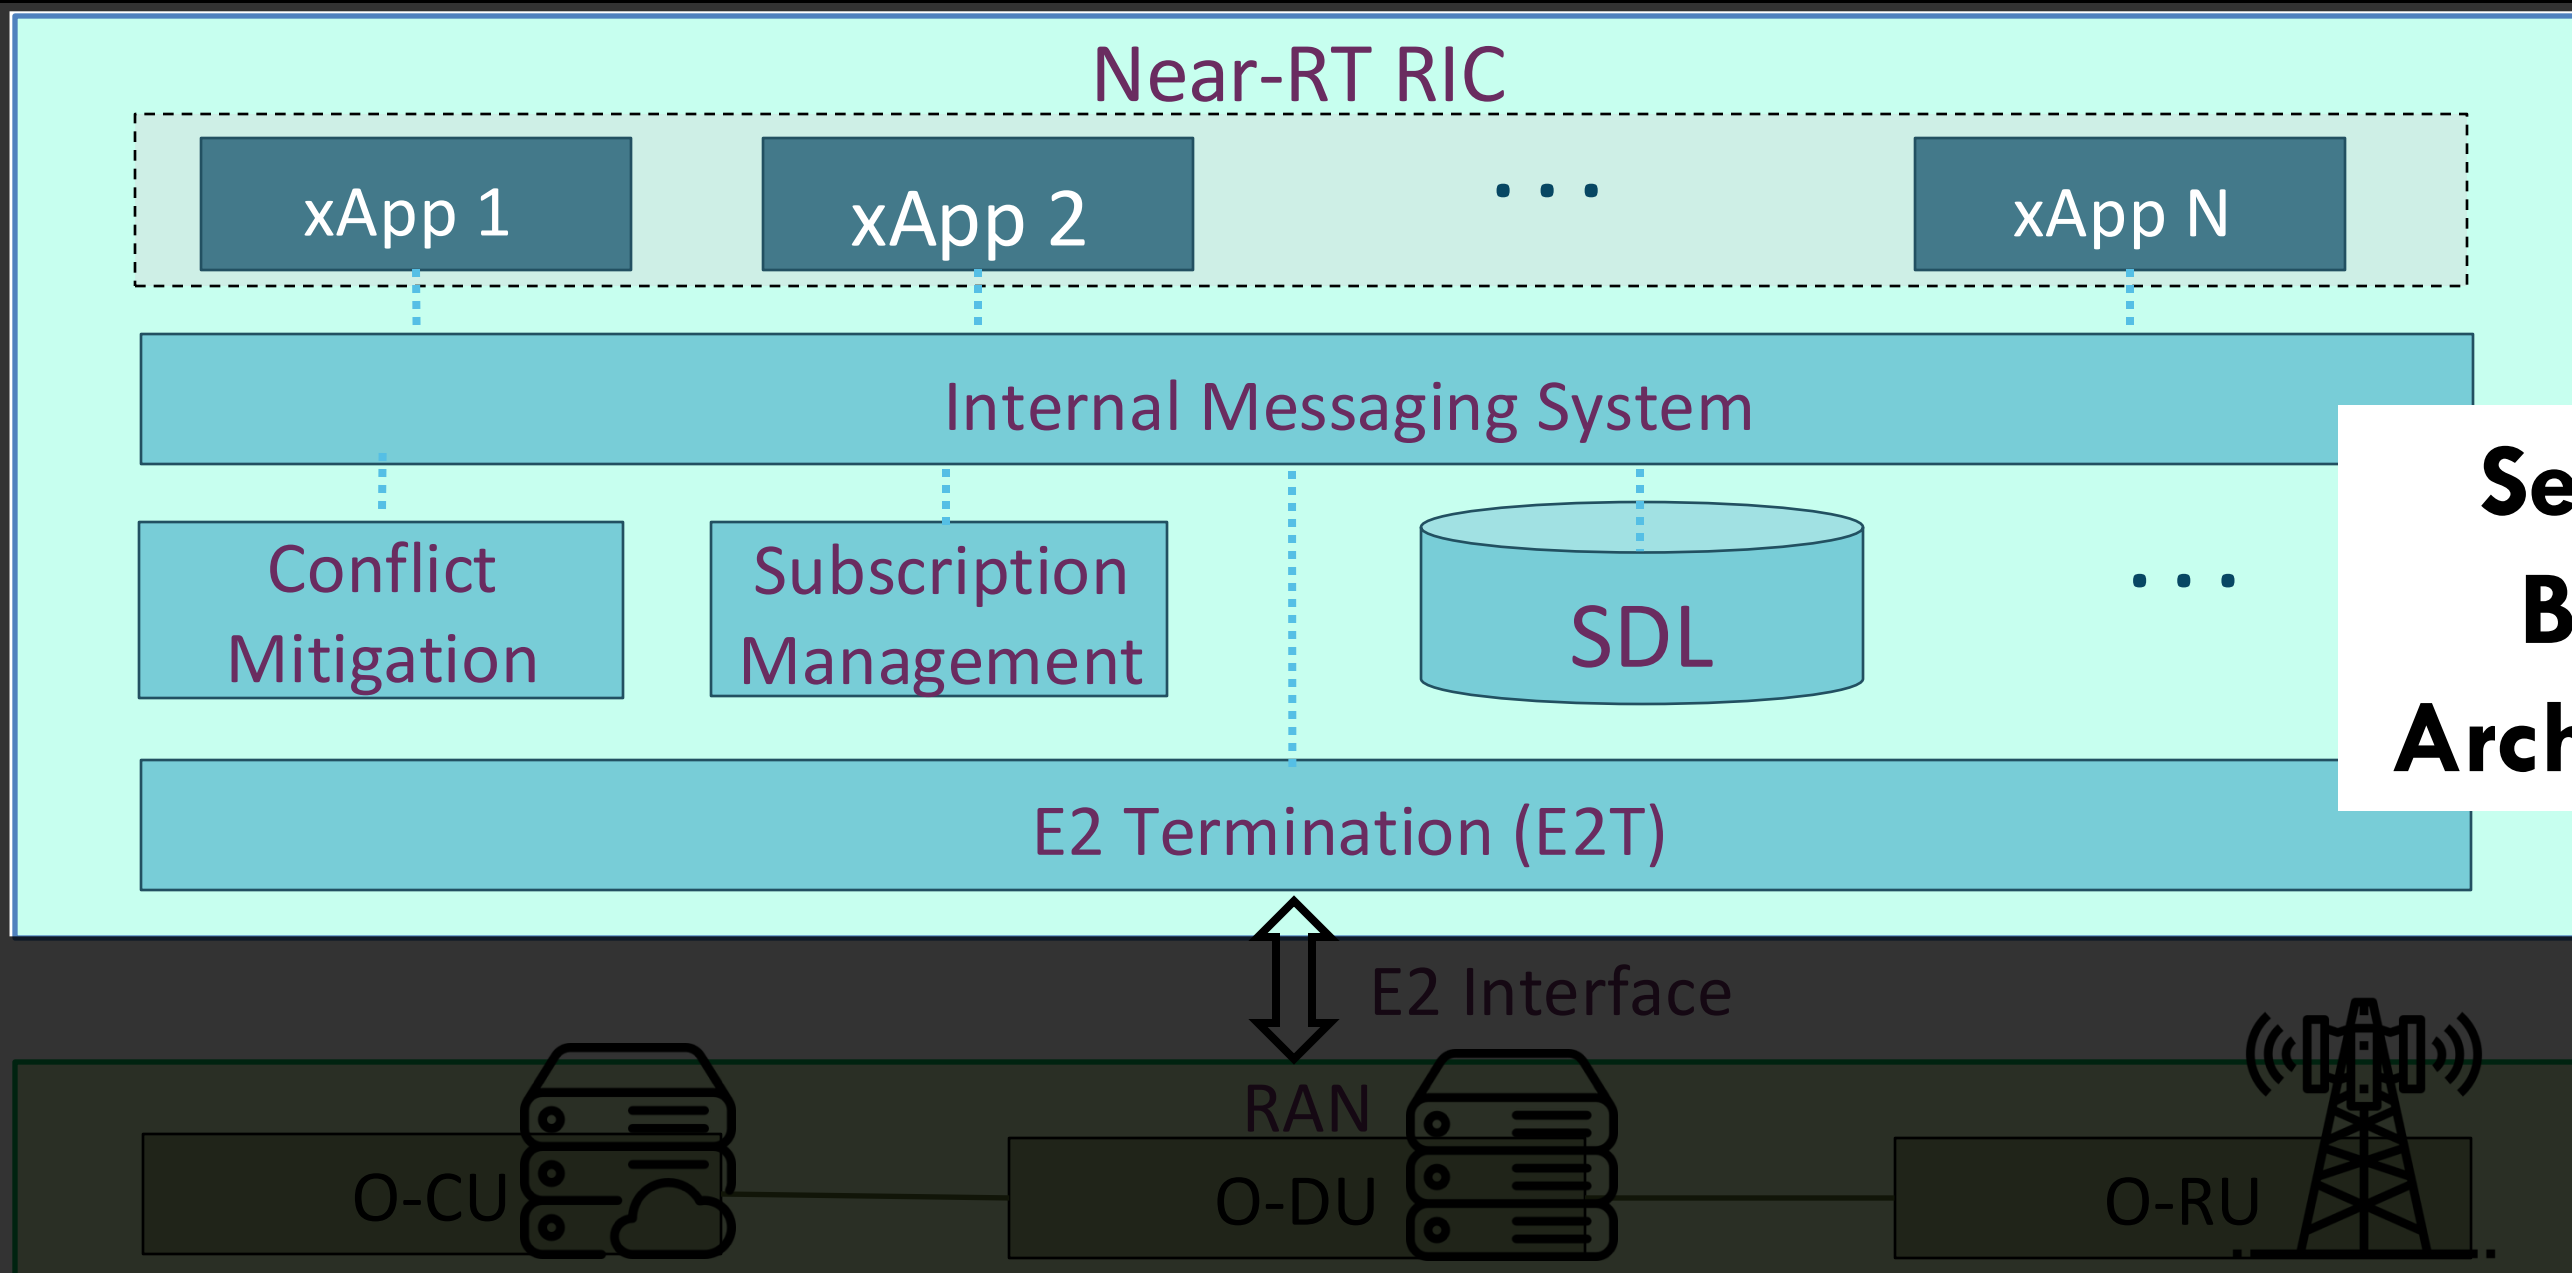 Near-RT RIC
xApp 1
xApp 2
...
xApp N
Internal Messaging System
Conflict
Mitigation
Subscription
Management
SDL
...
E2 Termination (E2T)
E2 Interface
RAN
O-CU
O-DU
O-RU